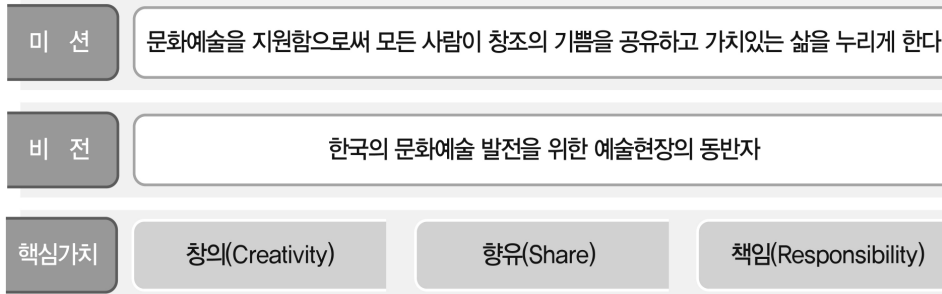 미 션 문화예술을 지원함으로써 모든 사람이 창조의 기쁨을 공유하고 가치있는 삶을 누리게 한다
비 전 한국의 문화예술 발전을 위한 예술현장의 동반자
핵심가치 창의(Creativity) 향유(Share) 책임(Responsibility)